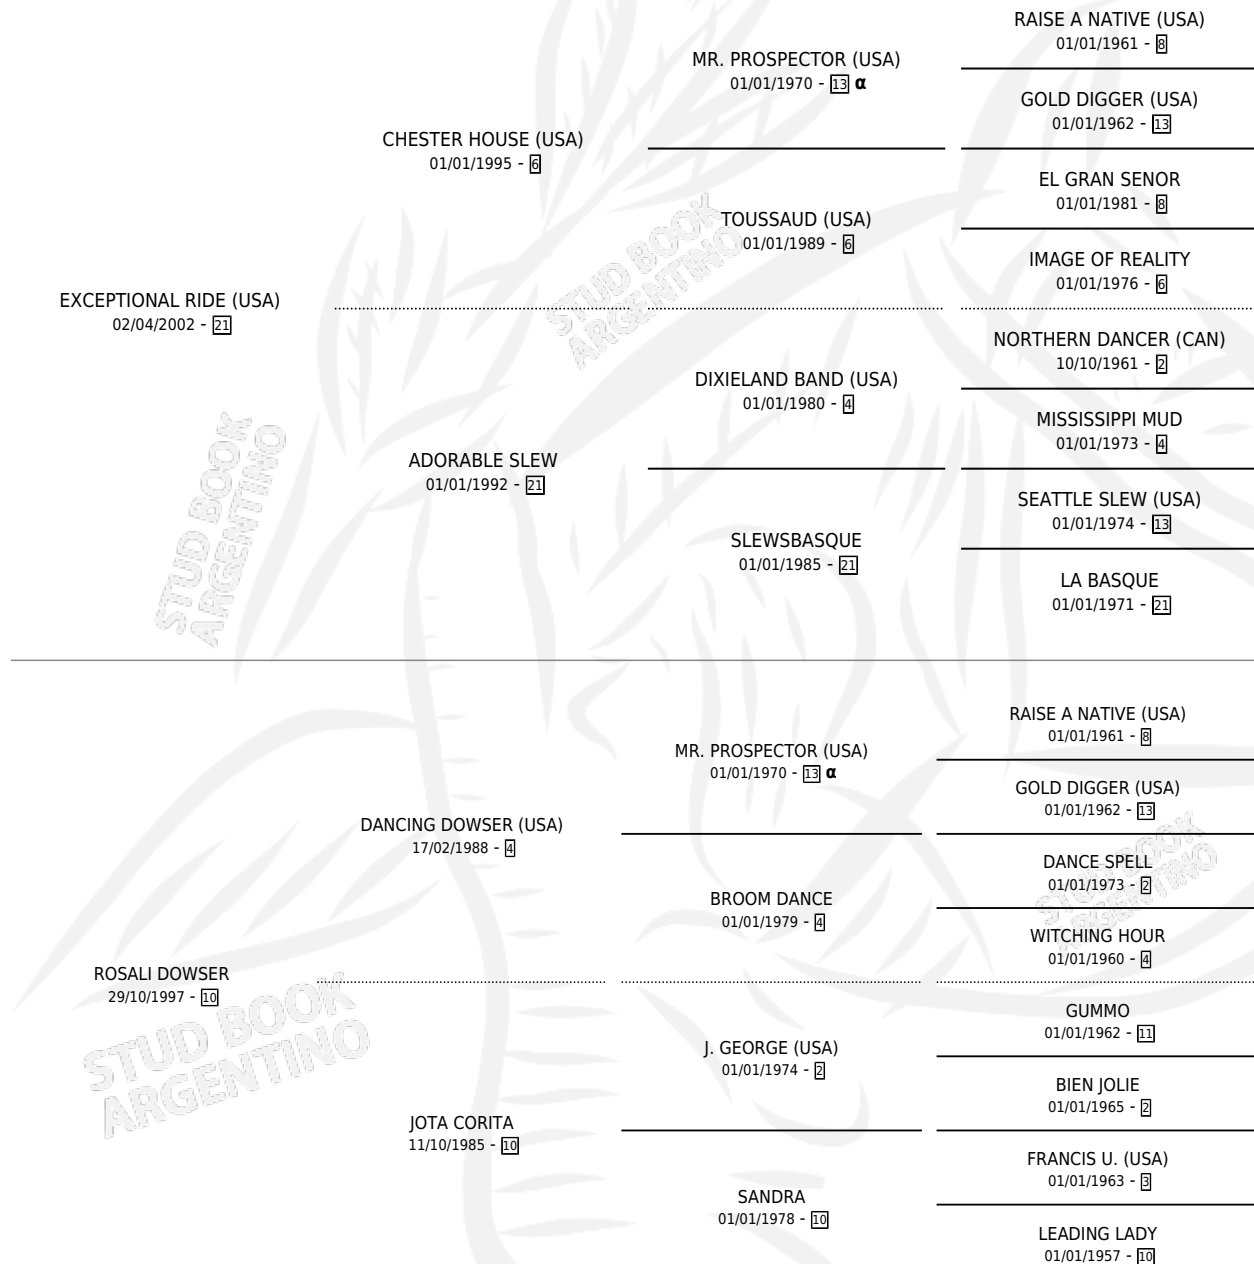 RAISE A NATIVE (USA)
01/01/1961 - 8
MR. PROSPECTOR (USA)
01/01/1970 - 13 α
GOLD DIGGER (USA)
01/01/1962 - 13
CHESTER HOUSE (USA)
01/01/1995 - 6
EL GRAN SENOR
01/01/1981 - 8
TOUSSAUD (USA)
01/01/1989 - 6
IMAGE OF REALITY
01/01/1976 - 6
EXCEPTIONAL RIDE (USA)
02/04/2002 - 21
NORTHERN DANCER (CAN)
10/10/1961 - 2
DIXIELAND BAND (USA)
01/01/1980 - 4
MISSISSIPPI MUD
01/01/1973 - 4
ADORABLE SLEW
01/01/1992 - 21
SEATTLE SLEW (USA)
01/01/1974 - 13
SLEWSBASQUE
01/01/1985 - 21
LA BASQUE
01/01/1971 - 21
RAISE A NATIVE (USA)
01/01/1961 - 8
MR. PROSPECTOR (USA)
01/01/1970 - 13 α
GOLD DIGGER (USA)
01/01/1962 - 13
DANCING DOWSER (USA)
17/02/1988 - 4
DANCE SPELL
01/01/1973 - 2
BROOM DANCE
01/01/1979 - 4
WITCHING HOUR
01/01/1960 - 4
ROSALI DOWSER
29/10/1997 - 10
GUMMO
01/01/1962 - 11
J. GEORGE (USA)
01/01/1974 - 2
BIEN JOLIE
01/01/1965 - 2
JOTA CORITA
11/10/1985 - 10
FRANCIS U. (USA)
01/01/1963 - 3
SANDRA
01/01/1978 - 10
LEADING LADY
01/01/1957 - 10
STUD BOOK
ARGENTINO
STUD BOOK
ARGENTINO
STUD BOOK
ARGENTINO
STUD BOOK
ARGENTINO